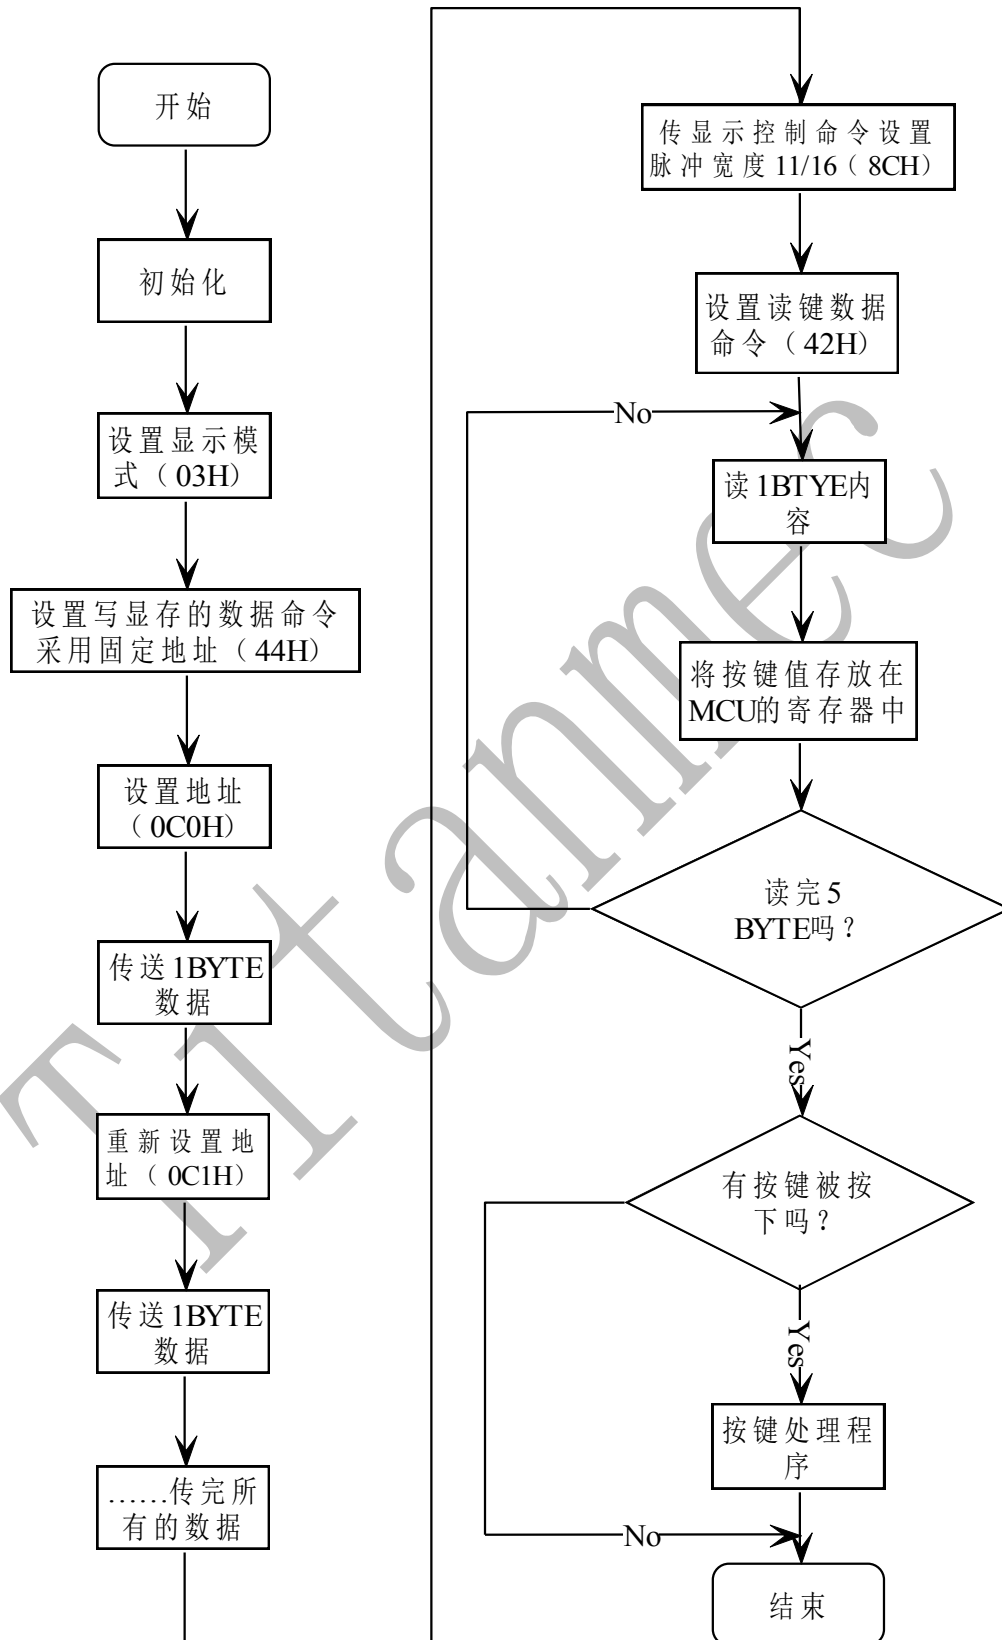 开始
初始化
设置显示模
式（03H）
设置写显存的数据命令
采用固定地址（44H）
设置地址
（0C0H）
传送1BYTE
数据
重新设置地
址（0C1H）
传送1BYTE
数据
……传完所
有的数据
传显示控制命令设置
脉冲宽度11/16（8CH）
设置读键数据
命令（42H）
No
读1BTYE内
容
将按键值存放在
MCU的寄存器中
读完5
BYTE吗？
Yes
有按键被按
下吗？
Yes
按键处理程
序
No
结束
Titanmec